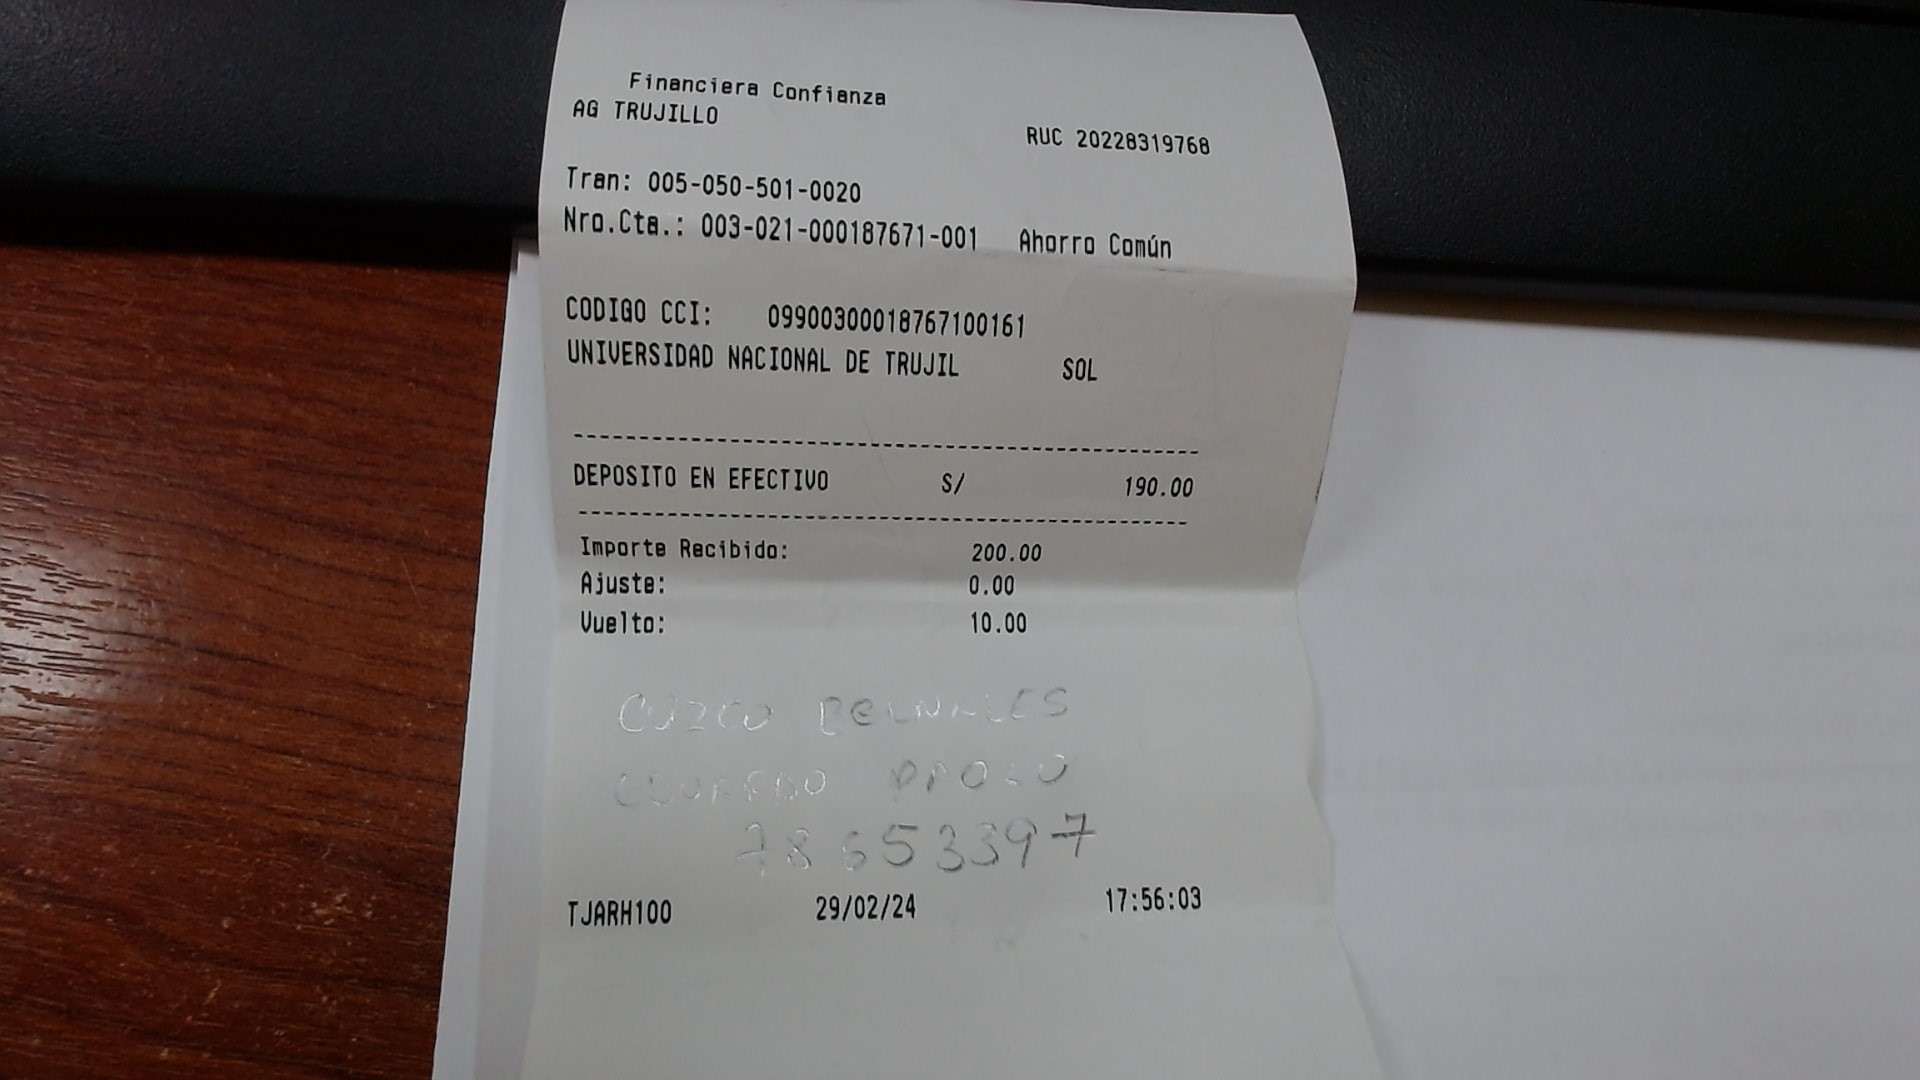 Financiera Confianza
AG TRUJILLO
RUC 20228319768
Tran: 005-050-501-0020
Nro.Cta.: 003-021-000187671-001 Ahorro Común
CODIGO CCI: 09900300018767100161
UNIVERSIDAD NACIONAL DE TRUJIL SOL
DEPOSITO EN EFECTIVO S/ 190.00
Importe Recibido: 200.00
Ajuste: 0.00
Vuelto: 10.00
PAOLO
78653397
TJARH100 29/02/24 17:56:03